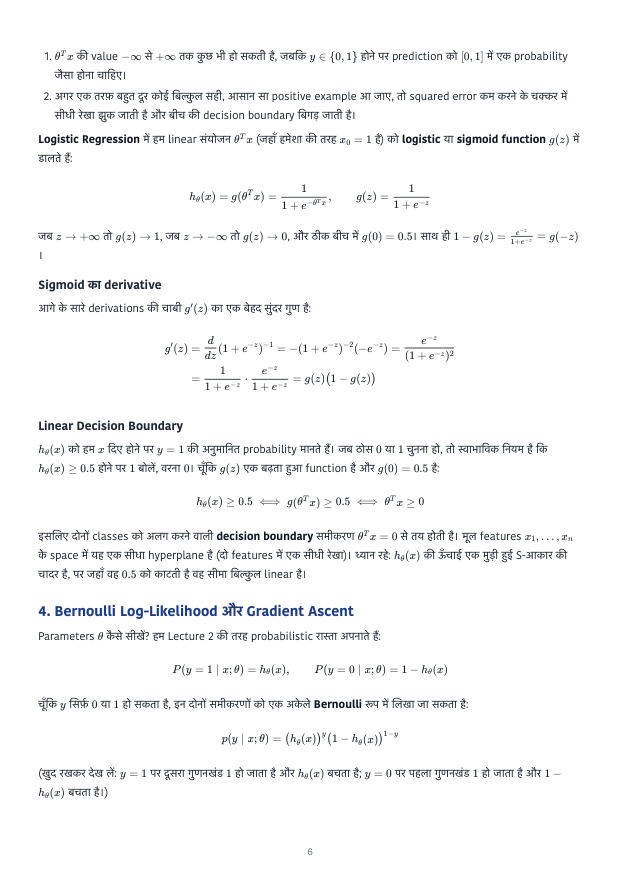 1. θᵀx की value −∞ से +∞ तक कुछ भी हो सकती है, जबकि y ∈ {0, 1} होने पर prediction को [0, 1] में एक probability
जैसा होना चाहिए।
2. अगर एक तरफ़ बहुत दूर कोई बिल्कुल सही, आसान सा positive example आ जाए, तो squared error कम करने के चक्कर में
सीधी रेखा झुक जाती है और बीच की decision boundary बिगड़ जाती है।
Logistic Regression में हम linear संयोजन θᵀx (जहाँ हमेशा की तरह x₀ = 1 है) को logistic या sigmoid function g(z) में
डालते हैं:
h_θ(x) = g(θᵀx) = 1/(1 + e^{−θᵀx}), g(z) = 1/(1 + e^{−z})
जब z → +∞ तो g(z) → 1, जब z → −∞ तो g(z) → 0, और ठीक बीच में g(0) = 0.5। साथ ही 1 − g(z) = e^{−z}/(1+e^{−z}) = g(−z)
।
Sigmoid का derivative
आगे के सारे derivations की चाबी g′(z) का एक बेहद सुंदर गुण है:
g′(z) = d/dz (1 + e^{−z})^{−1} = −(1 + e^{−z})^{−2}(−e^{−z}) = e^{−z}/(1 + e^{−z})²
= 1/(1 + e^{−z}) · e^{−z}/(1 + e^{−z}) = g(z)(1 − g(z))
Linear Decision Boundary
h_θ(x) को हम x दिए होने पर y = 1 की अनुमानित probability मानते हैं। जब ठोस 0 या 1 चुनना हो, तो स्वाभाविक नियम है कि
h_θ(x) ≥ 0.5 होने पर 1 बोलें, वरना 0। चूँकि g(z) एक बढ़ता हुआ function है और g(0) = 0.5 है:
h_θ(x) ≥ 0.5 ⟺ g(θᵀx) ≥ 0.5 ⟺ θᵀx ≥ 0
इसलिए दोनों classes को अलग करने वाली decision boundary समीकरण θᵀx = 0 से तय होती है। मूल features x₁, . . . , xₙ
के space में यह एक सीधा hyperplane है (दो features में एक सीधी रेखा)। ध्यान रहे: h_θ(x) की ऊँचाई एक मुड़ी हुई S-आकार की
चादर है, पर जहाँ वह 0.5 को काटती है वह सीमा बिल्कुल linear है।
4. Bernoulli Log-Likelihood और Gradient Ascent
Parameters θ कैसे सीखें? हम Lecture 2 की तरह probabilistic रास्ता अपनाते हैं:
P(y = 1 | x; θ) = h_θ(x), P(y = 0 | x; θ) = 1 − h_θ(x)
चूँकि y सिर्फ़ 0 या 1 हो सकता है, इन दोनों समीकरणों को एक अकेले Bernoulli रूप में लिखा जा सकता है:
p(y | x; θ) = (h_θ(x))^y (1 − h_θ(x))^{1−y}
(खुद रखकर देख लें: y = 1 पर दूसरा गुणनखंड 1 हो जाता है और h_θ(x) बचता है; y = 0 पर पहला गुणनखंड 1 हो जाता है और 1 −
h_θ(x) बचता है।)
6